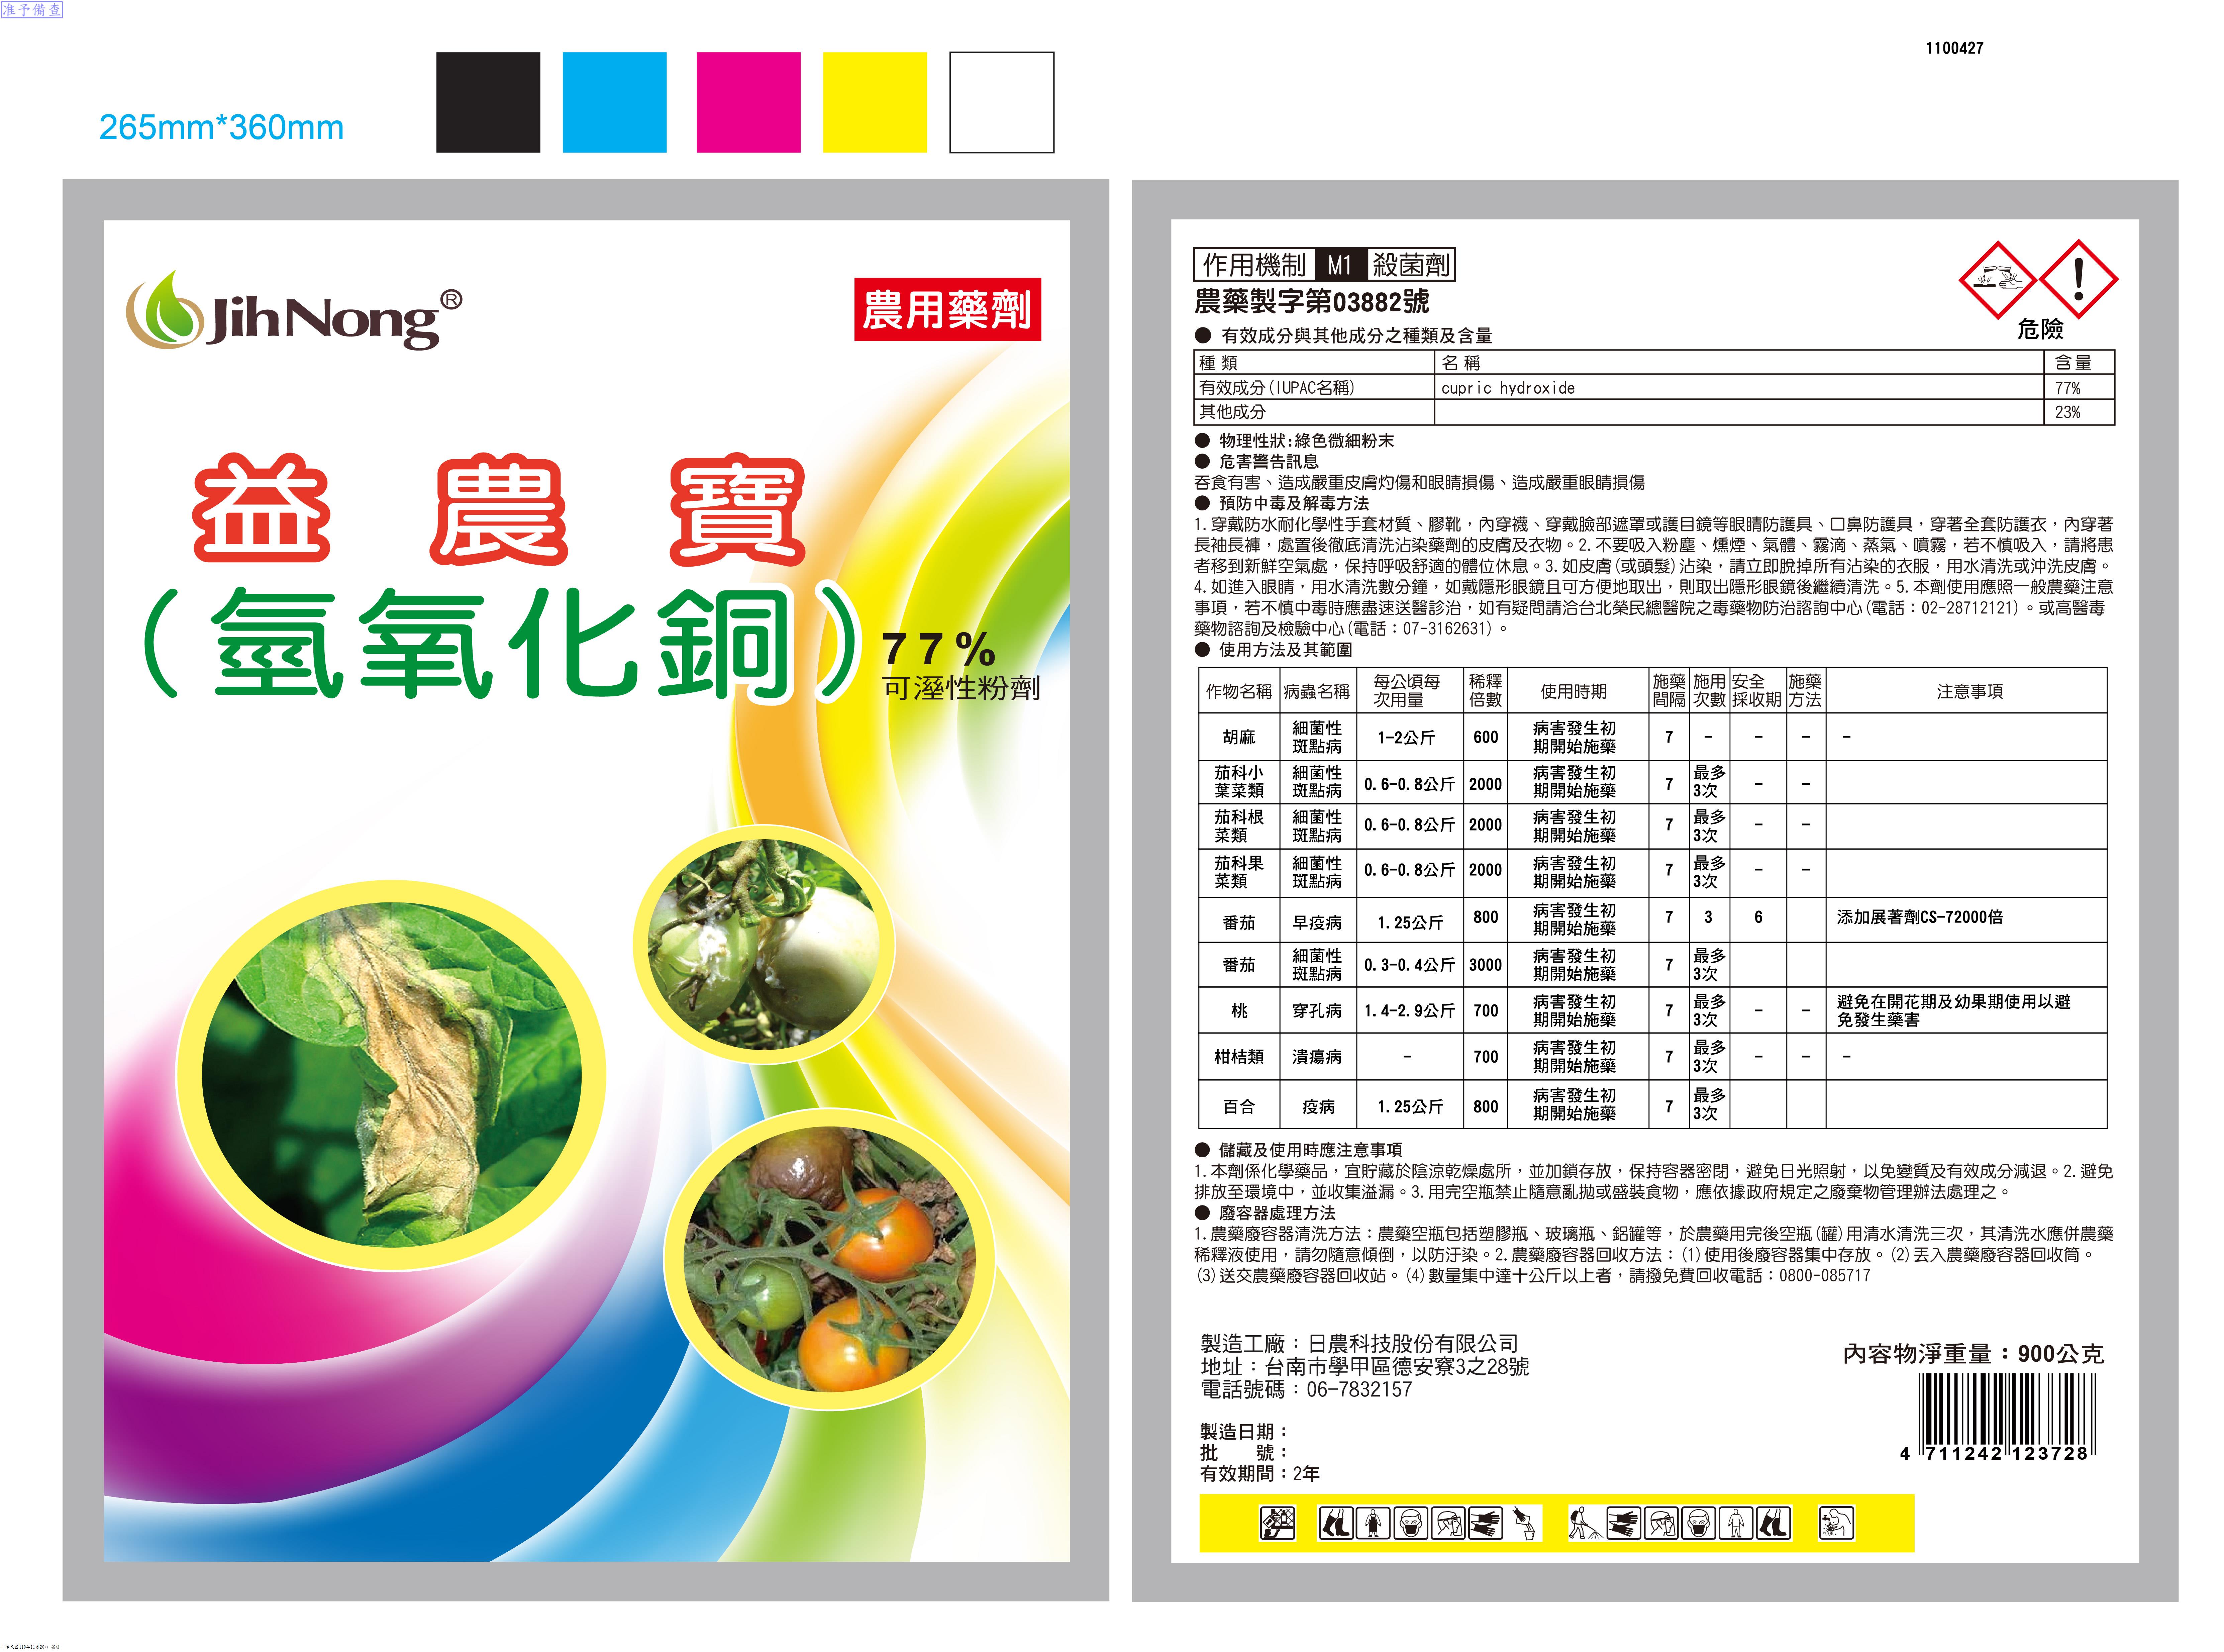 准予備查
1100427
265mm*360mm
JihNong®
農用藥劑
益農寶
(氫氧化銅)
77%
可溼性粉劑
作用機制 M1 殺菌劑
農藥製字第03882號
危險
● 有效成分與其他成分之種類及含量
種類 名稱 含量
有效成分(IUPAC名稱) cupric hydroxide 77%
其他成分 23%
● 物理性狀:綠色微細粉末
● 危害警告訊息
吞食有害、造成嚴重皮膚灼傷和眼睛損傷、造成嚴重眼睛損傷
● 預防中毒及解毒方法
1.穿戴防水耐化學性手套材質、膠靴，內穿襪、穿戴臉部遮罩或護目鏡等眼睛防護具、口鼻防護具，穿著全套防護衣，內穿著
長袖長褲，處置後徹底清洗沾染藥劑的皮膚及衣物。2.不要吸入粉塵、燻煙、氣體、霧滴、蒸氣、噴霧，若不慎吸入，請將患
者移到新鮮空氣處，保持呼吸舒適的體位休息。3.如皮膚(或頭髮)沾染，請立即脫掉所有沾染的衣服，用水清洗或沖洗皮膚。
4.如進入眼睛，用水清洗數分鐘，如戴隱形眼鏡且可方便地取出，則取出隱形眼鏡後繼續清洗。5.本劑使用應照一般農藥注意
事項，若不慎中毒時應盡速送醫診治，如有疑問請洽台北榮民總醫院之毒藥物防治諮詢中心(電話：02-28712121)。或高醫毒
藥物諮詢及檢驗中心(電話：07-3162631)。
● 使用方法及其範圍
作物名稱 病蟲名稱 每公頃每次用量 稀釋倍數 使用時期 施藥間隔 施用次數 安全採收期 施藥方法 注意事項
胡麻 細菌性斑點病 1-2公斤 600 病害發生初期開始施藥 7 - - - -
茄科小葉菜類 細菌性斑點病 0.6-0.8公斤 2000 病害發生初期開始施藥 7 最多3次 - -
茄科根菜類 細菌性斑點病 0.6-0.8公斤 2000 病害發生初期開始施藥 7 最多3次 - -
茄科果菜類 細菌性斑點病 0.6-0.8公斤 2000 病害發生初期開始施藥 7 最多3次 - -
番茄 早疫病 1.25公斤 800 病害發生初期開始施藥 7 3 6 添加展著劑CS-72000倍
番茄 細菌性斑點病 0.3-0.4公斤 3000 病害發生初期開始施藥 7 最多3次
桃 穿孔病 1.4-2.9公斤 700 病害發生初期開始施藥 7 最多3次 - - 避免在開花期及幼果期使用以避免發生藥害
柑桔類 潰瘍病 - 700 病害發生初期開始施藥 7 最多3次 - - -
百合 疫病 1.25公斤 800 病害發生初期開始施藥 7 最多3次
● 儲藏及使用時應注意事項
1.本劑係化學藥品，宜貯藏於陰涼乾燥處所，並加鎖存放，保持容器密閉，避免日光照射，以免變質及有效成分減退。2.避免
排放至環境中，並收集溢漏。3.用完空瓶禁止隨意亂拋或盛裝食物，應依據政府規定之廢棄物管理辦法處理之。
● 廢容器處理方法
1.農藥廢容器清洗方法：農藥空瓶包括塑膠瓶、玻璃瓶、鋁罐等，於農藥用完後空瓶(罐)用清水清洗三次，其清洗水應併農藥
稀釋液使用，請勿隨意傾倒，以防汙染。2.農藥廢容器回收方法：(1)使用後廢容器集中存放。(2)丟入農藥廢容器回收筒。
(3)送交農藥廢容器回收站。(4)數量集中達十公斤以上者，請撥免費回收電話：0800-085717
製造工廠：日農科技股份有限公司
地址：台南市學甲區德安寮3之28號
電話號碼：06-7832157
內容物淨重量：900公克
製造日期：
批 號：
有效期間：2年
4 711242 123728